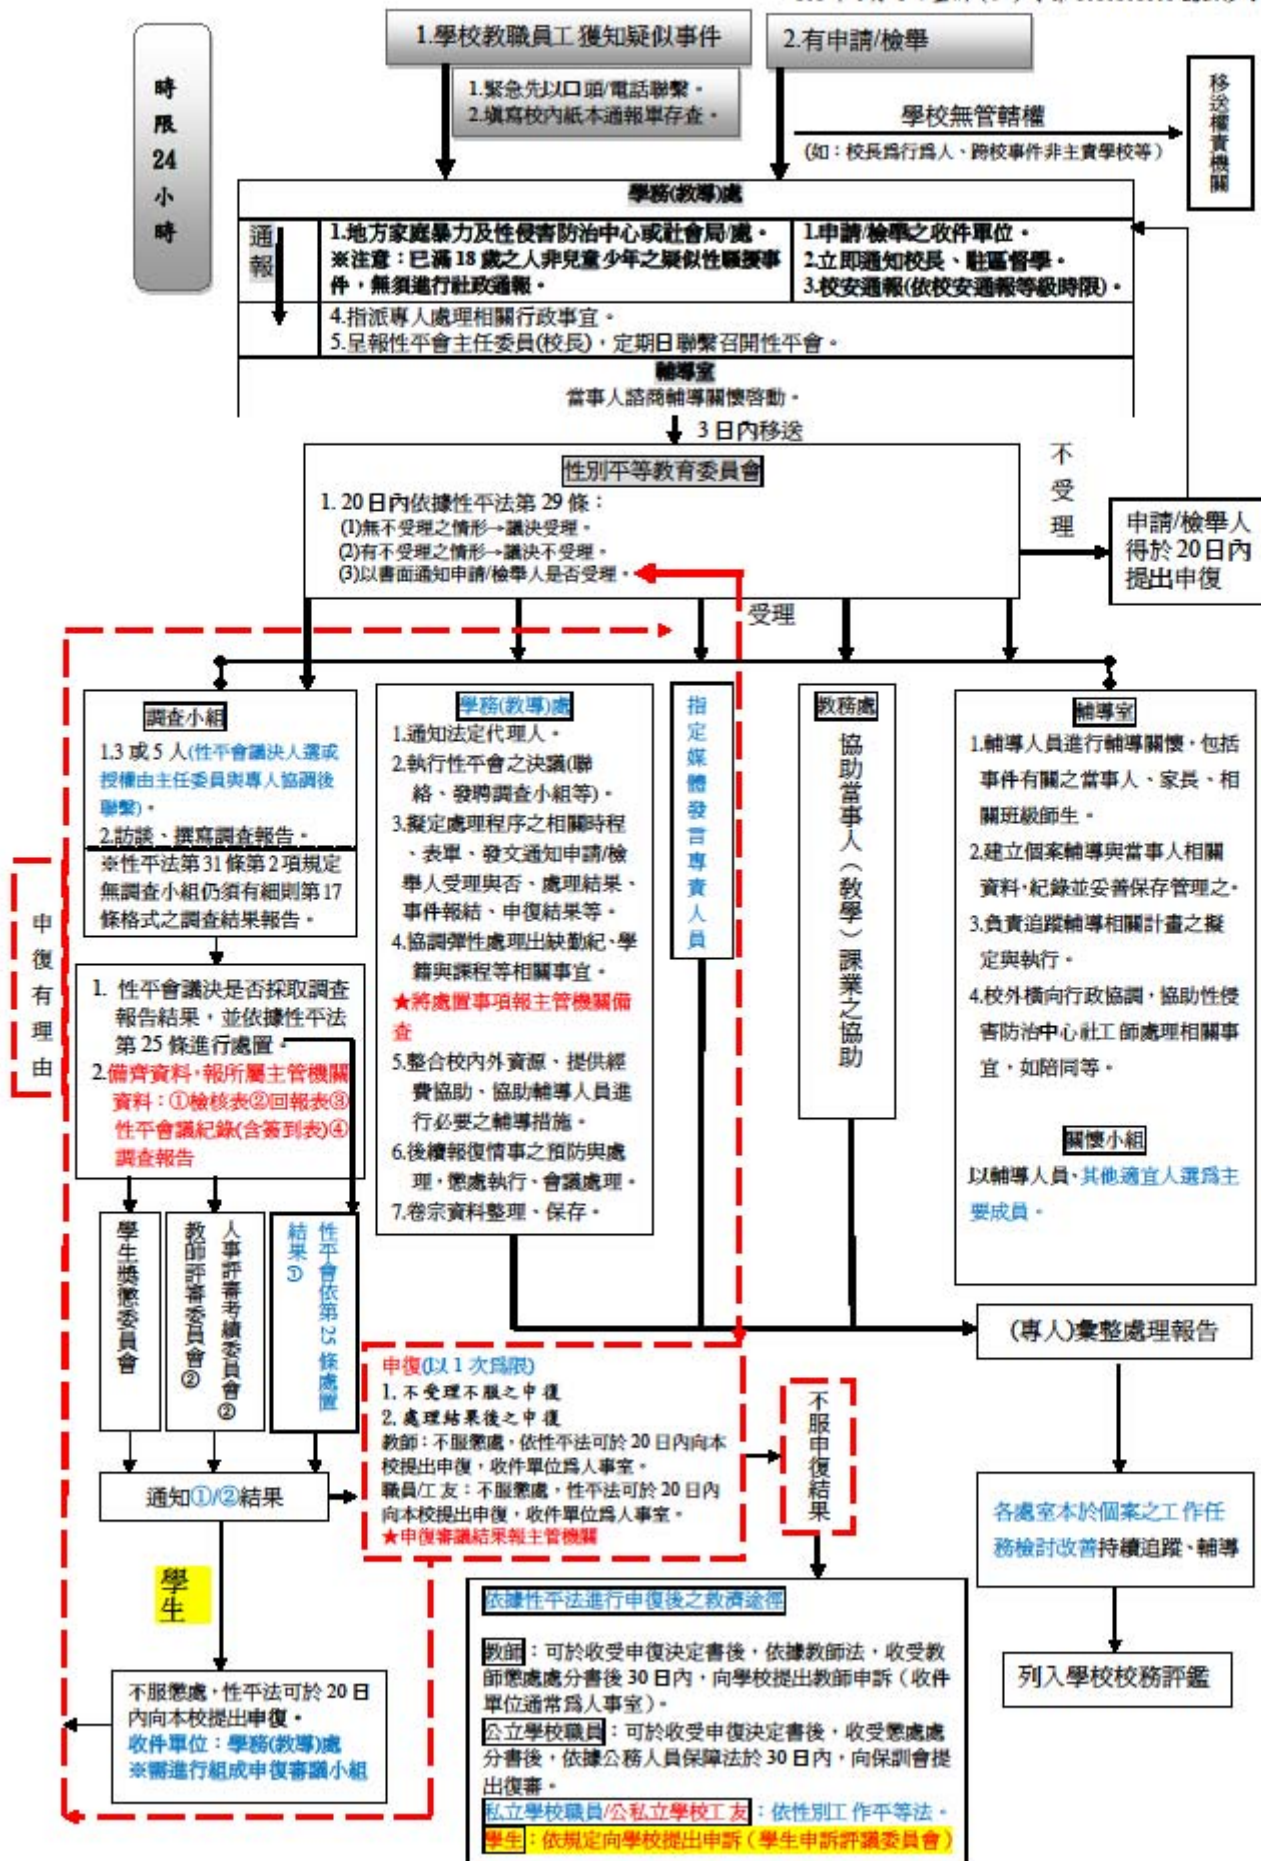 1.學校教職員工獲知疑似事件
2.有申請/檢舉
時限24小時
1.緊急先以口頭/電話聯繫。
2.填寫校內紙本通報單存查。
學校無管轄權
(如：校長爲行爲人、跨校事件非主責學校等)
移送權責機關
學務(教導)處
通報
1.地方家庭暴力及性侵害防治中心或社會局/處。
※注意：已滿18歲之人非兒童少年之疑似性騷擾事
件，無須進行社政通報。
1.申請/檢舉之收件單位。
2.立即通知校長、駐區督學。
3.校安通報(依校安通報等級時限)。
4.指派專人處理相關行政事宜。
5.呈報性平會主任委員(校長)，定期日聯繫召開性平會。
輔導室
當事人諮商輔導關懷啓動。
3日內移送
性別平等教育委員會
1. 20日內依據性平法第29條：
(1)無不受理之情形→議決受理。
(2)有不受理之情形→議決不受理。
(3)以書面通知申請/檢舉人是否受理。
不受理
申請/檢舉人
得於20日內
提出申復
受理
調查小組
1.3或5人(性平會議決人選或
授權由主任委員與專人協調後
聯繫)。
2.訪談、撰寫調查報告。
※性平法第31條第2項規定
無調查小組仍須有細則第17
條格式之調查結果報告。
學務(教導)處
1.通知法定代理人。
2.執行性平會之決議(聯
絡、發聘調查小組等)。
3.擬定處理程序之相關時程
、表單、發文通知申請/檢
舉人受理與否、處理結果、
事件報結、申復結果等。
4.協調彈性處理出缺勤紀、學
籍與課程等相關事宜。
★將處置事項報主管機關備
查
5.整合校內外資源、提供經
費協助、協助輔導人員進
行必要之輔導措施。
6.後續報復情事之預防與處
理，懲處執行、會議處理。
7.卷宗資料整理、保存。
指定媒體發言專責人員
教務處
協助當事人（教學）課業之協助
輔導室
1.輔導人員進行輔導關懷，包括
事件有關之當事人、家長、相
關班級師生。
2.建立個案輔導與當事人相關
資料，紀錄並妥善保存管理之。
3.負責追蹤輔導相關計畫之擬
定與執行。
4.校外橫向行政協調，協助性侵
害防治中心社工師處理相關事
宜，如陪同等。
關懷小組
以輔導人員、其他適宜人選爲主
要成員。
申復有理由
1. 性平會議決是否採取調查
報告結果，並依據性平法
第25條進行處置。
2.備齊資料，報所屬主管機關
資料：①檢核表②回報表③
性平會議紀錄(含簽到表)④
調查報告
學生獎懲委員會
人事評審考績委員會②
教師評審委員會②
性平會依第25條處置
結果①
(專人)彙整處理報告
申復(以1次爲限)
1.不受理不服之申復
2.處理結果後之申復
教師：不服懲處，依性平法可於20日內向本
校提出申復，收件單位爲人事室。
職員/工友：不服懲處，性平法可於20日內
向本校提出申復，收件單位爲人事室。
★申復審議結果報主管機關
不服申復結果
通知①/②結果
學生
各處室本於個案之工作任
務檢討改善持續追蹤、輔導
依據性平法進行申復後之救濟途徑
教師：可於收受申復決定書後，依據教師法，收受教
師懲處處分書後30日內，向學校提出教師申訴（收件
單位通常爲人事室）。
公立學校職員：可於收受申復決定書後，收受懲處處
分書後，依據公務人員保障法於30日內，向保訓會提
出復審。
私立學校職員/公私立學校工友：依性別工作平等法。
學生：依規定向學校提出申訴（學生申訴評議委員會）
不服懲處，性平法可於20日
內向本校提出申復。
收件單位：學務(教導)處
※需進行組成申復審議小組
列入學校校務評鑑